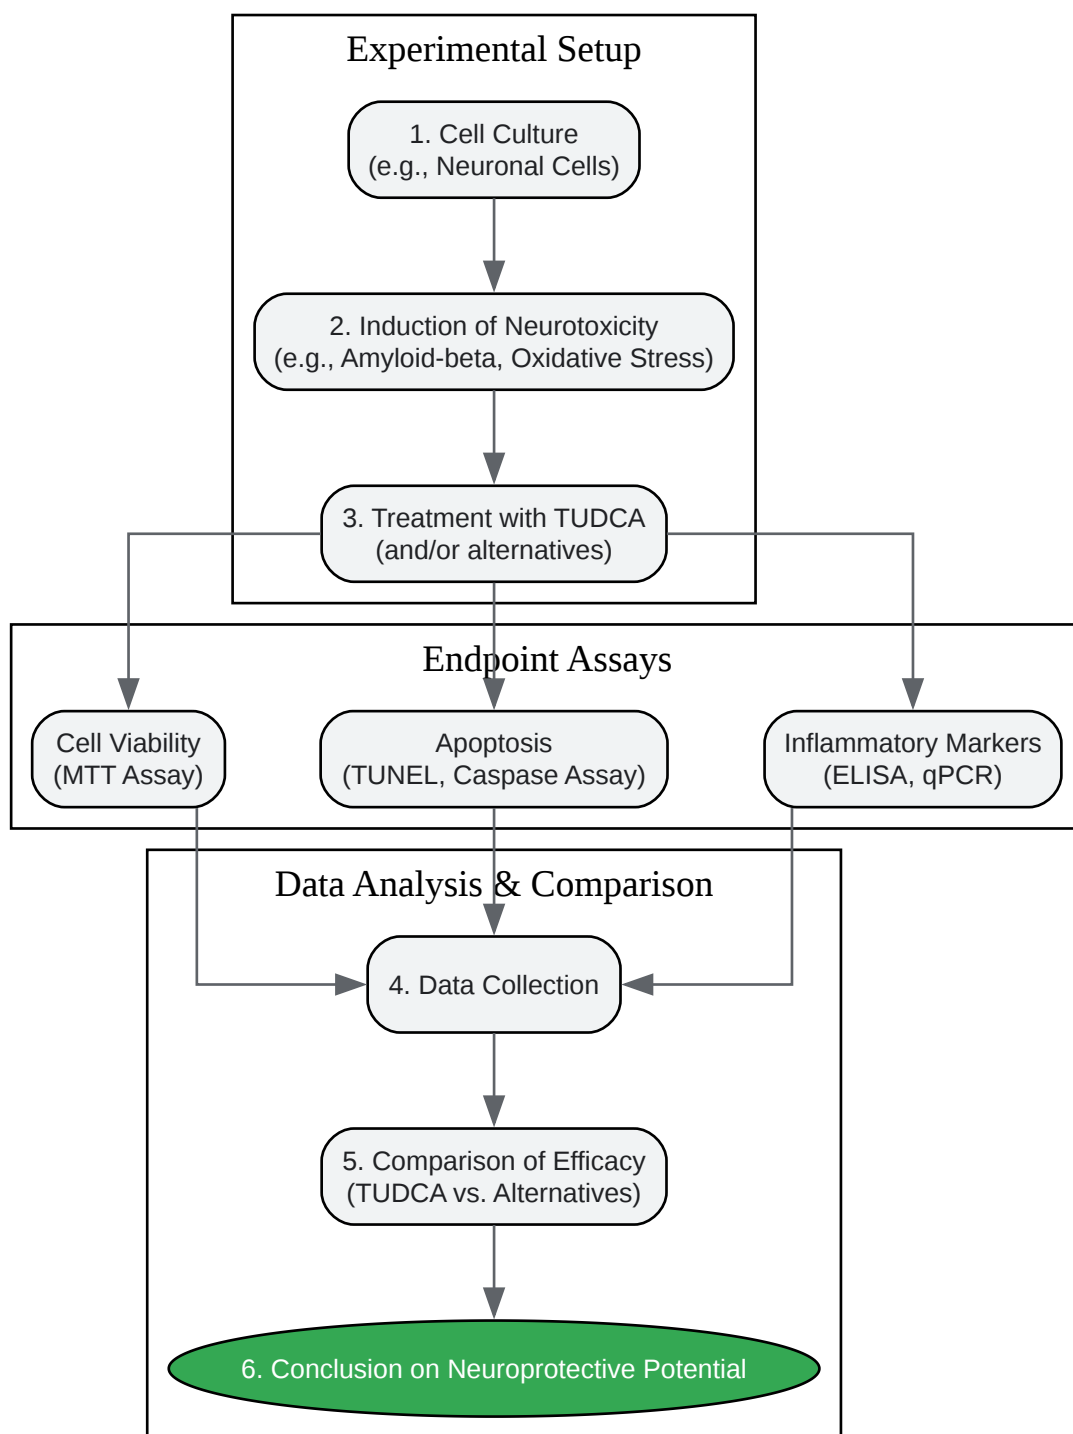 Experimental Setup
1. Cell Culture
(e.g., Neuronal Cells)
2. Induction of Neurotoxicity
(e.g., Amyloid-beta, Oxidative Stress)
3. Treatment with TUDCA
(and/or alternatives)
Endpoint Assays
Cell Viability
(MTT Assay)
Apoptosis
(TUNEL, Caspase Assay)
Inflammatory Markers
(ELISA, qPCR)
Data Analysis & Comparison
4. Data Collection
5. Comparison of Efficacy
(TUDCA vs. Alternatives)
6. Conclusion on Neuroprotective Potential